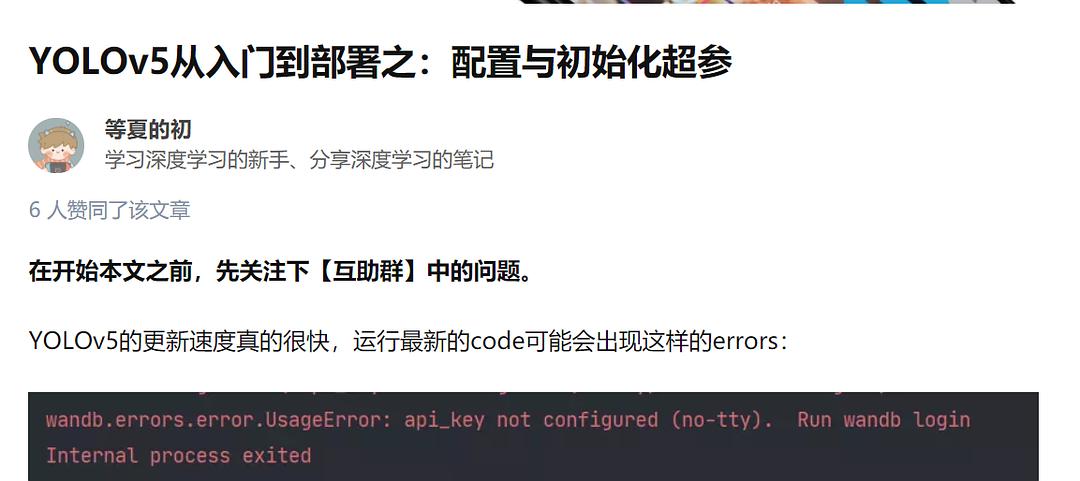 YOLOv5从入门到部署之：配置与初始化超参
等夏的初
学习深度学习的新手、分享深度学习的笔记
6 人赞同了该文章
在开始本文之前，先关注下【互助群】中的问题。
YOLOv5的更新速度真的很快，运行最新的code可能会出现这样的errors：
wandb.errors.error.UsageError: api_key not configured (no-tty).  Run wandb login
Internal process exited